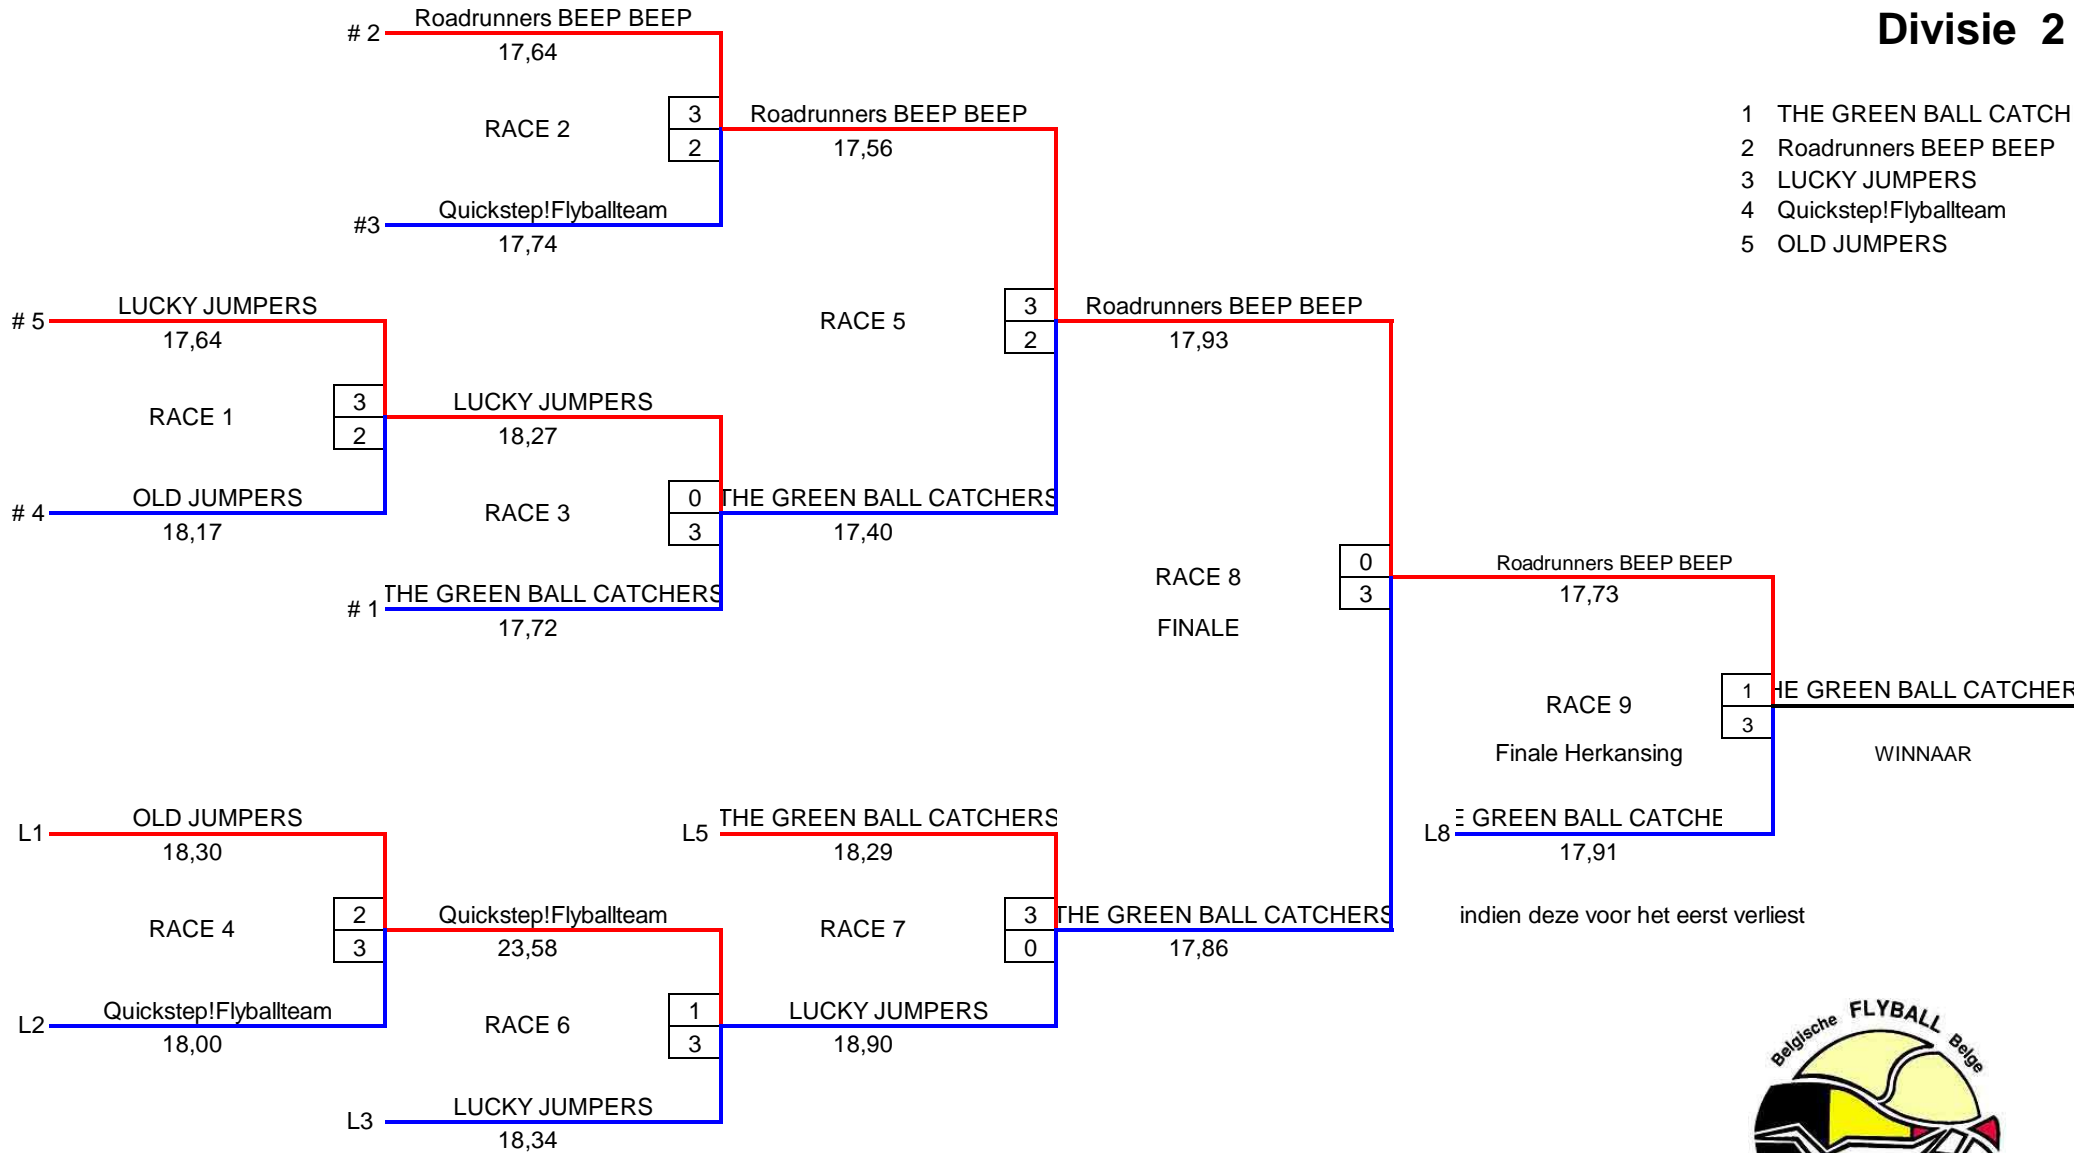 Divisie 2
1 THE GREEN BALL CATCH
2 Roadrunners BEEP BEEP
3 LUCKY JUMPERS
4 Quickstep!Flyballteam
5 OLD JUMPERS
# 2 Roadrunners BEEP BEEP
17,64
RACE 2
3
2
#3 Quickstep!Flyballteam
17,74
Roadrunners BEEP BEEP
17,56
# 5 LUCKY JUMPERS
17,64
RACE 1
3
2
# 4 OLD JUMPERS
18,17
LUCKY JUMPERS
18,27
RACE 3
0
3
# 1 THE GREEN BALL CATCHERS
17,72
THE GREEN BALL CATCHERS
17,40
RACE 5
3
2
Roadrunners BEEP BEEP
17,93
RACE 8
0
3
FINALE
Roadrunners BEEP BEEP
17,73
RACE 9
1
3
Finale Herkansing
HE GREEN BALL CATCHER
WINNAAR
L8 E GREEN BALL CATCHE
17,91
indien deze voor het eerst verliest
L1 OLD JUMPERS
18,30
RACE 4
2
3
L2 Quickstep!Flyballteam
18,00
Quickstep!Flyballteam
23,58
RACE 6
1
3
L3 LUCKY JUMPERS
18,34
L5 THE GREEN BALL CATCHERS
18,29
RACE 7
3
0
LUCKY JUMPERS
18,90
THE GREEN BALL CATCHERS
17,86
Belgische FLYBALL Belge